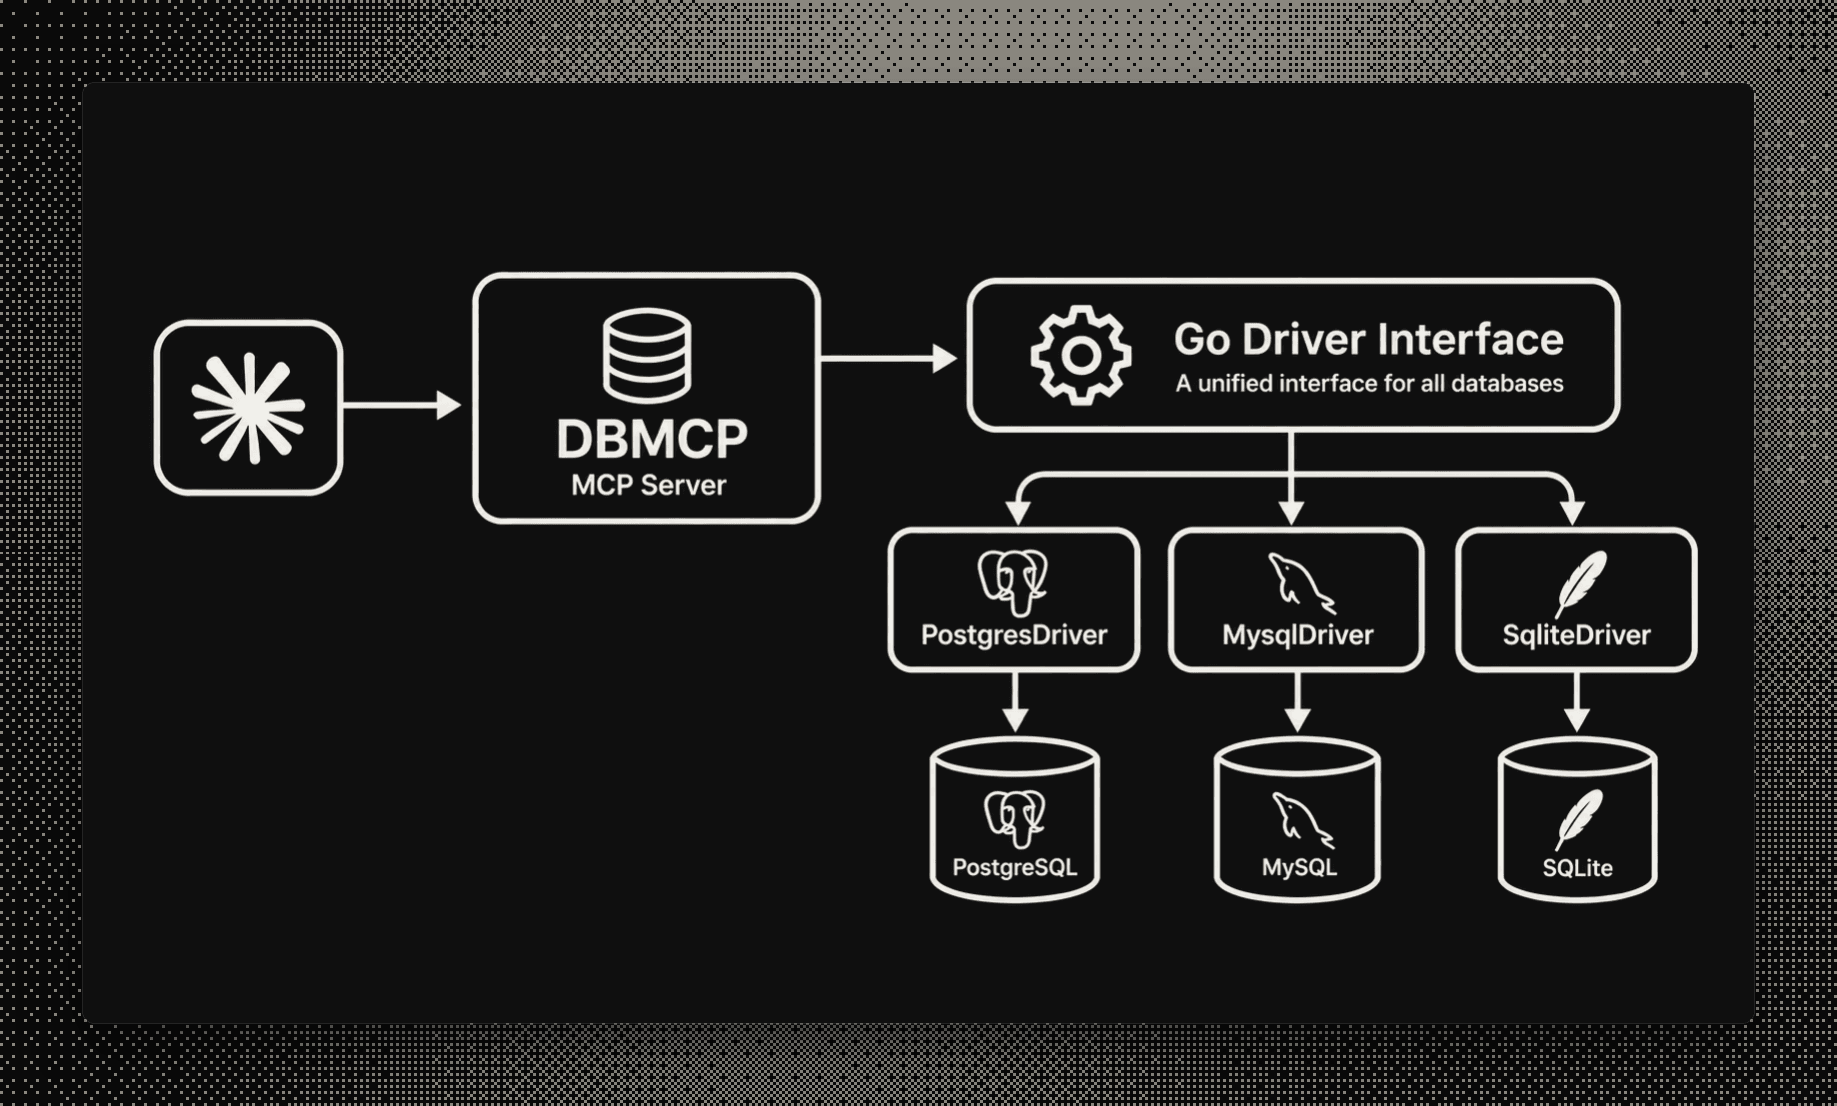 DBMCP
MCP Server
Go Driver Interface
A unified interface for all databases
PostgresDriver
MysqlDriver
SqliteDriver
PostgreSQL
MySQL
SQLite